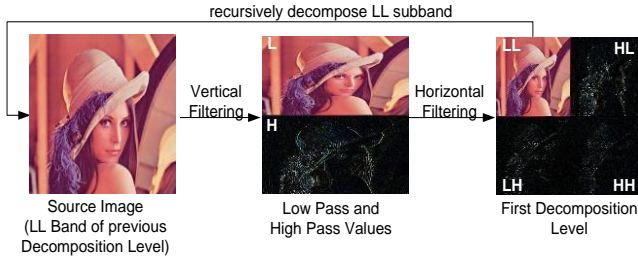 recursively decompose LL subband
L
LL
HL
Vertical
Filtering
Horizontal
Filtering
H
LH
HH
Source Image
(LL Band of previous
Decomposition Level)
Low Pass and
High Pass Values
First Decomposition
Level